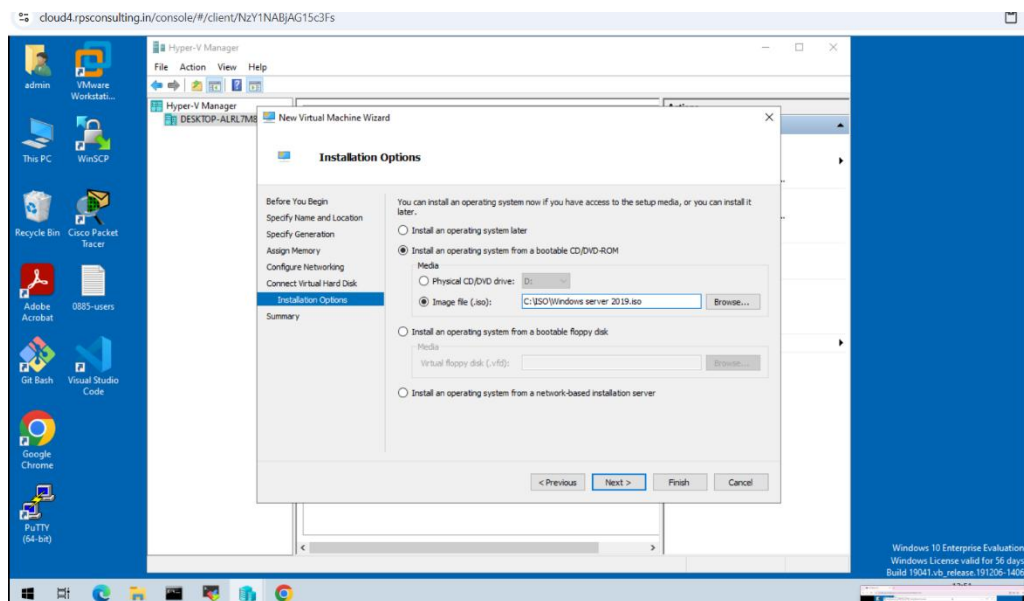 cloud4.rpsconsulting.in/console/#/client/NzY1NABjAG15c3Fs
admin
VMware
Workstati...
This PC
WinSCP
Recycle Bin
Cisco Packet
Tracer
Adobe
Acrobat
0885-users
Git Bash
Visual Studio
Code
Google
Chrome
PuTTY
(64-bit)
Hyper-V Manager
File Action View Help
Hyper-V Manager
DESKTOP-ALRL7M8
New Virtual Machine Wizard
Installation Options
Before You Begin
Specify Name and Location
Specify Generation
Assign Memory
Configure Networking
Connect Virtual Hard Disk
Installation Options
Summary
You can install an operating system now if you have access to the setup media, or you can install it
later.
Install an operating system later
Install an operating system from a bootable CD/DVD-ROM
Media
Physical CD/DVD drive: D:
Image file (.iso): C:\ISO\Windows server 2019.iso Browse...
Install an operating system from a bootable floppy disk
Media
Virtual floppy disk (.vfd): Browse...
Install an operating system from a network-based installation server
< Previous Next > Finish Cancel
Windows 10 Enterprise Evaluation
Windows License valid for 56 days
Build 19041.vb_release.191206-1406